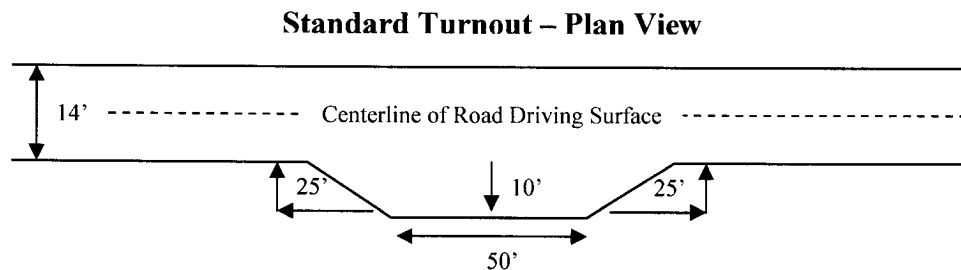 Standard Turnout – Plan View
14’
Centerline of Road Driving Surface
25’
10’
25’
50’